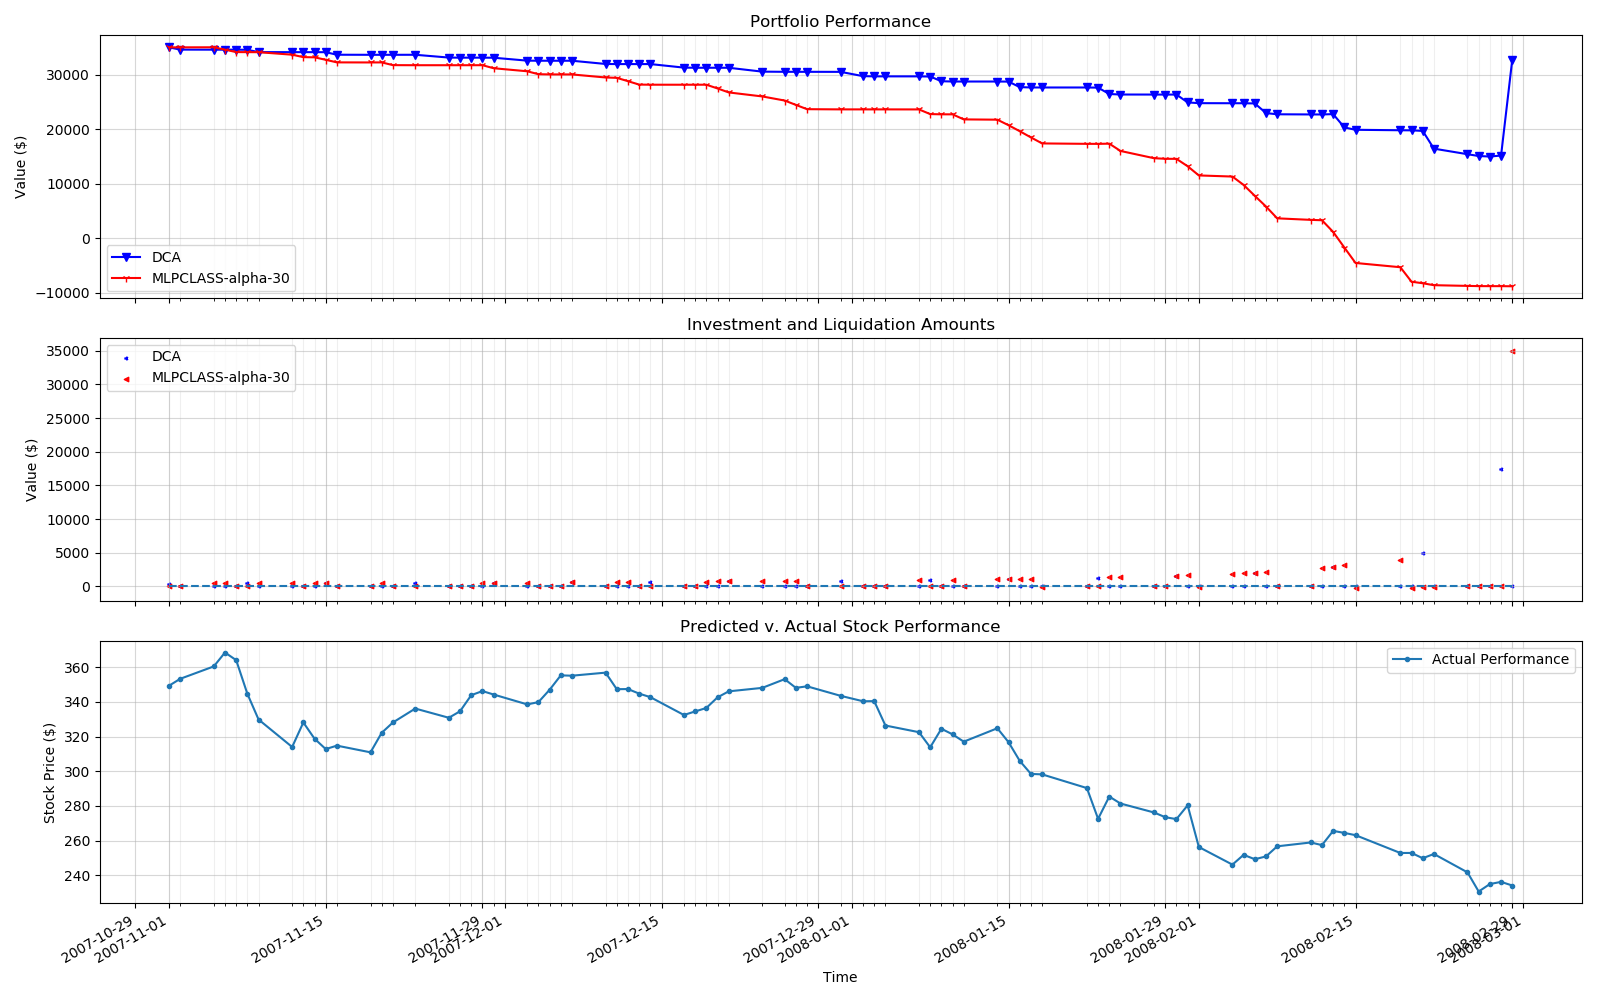 Portfolio Performance
30000
20000
10000
0
−10000
Value ($)
DCA
MLPCLASS-alpha-30
Investment and Liquidation Amounts
35000
30000
25000
20000
15000
10000
5000
0
Value ($)
DCA
MLPCLASS-alpha-30
Predicted v. Actual Stock Performance
360
340
320
300
280
260
240
Stock Price ($)
Actual Performance
2007-10-29
2007-11-01
2007-11-15
2007-11-29
2007-12-01
2007-12-15
2007-12-29
2008-01-01
2008-01-15
2008-01-29
2008-02-01
2008-02-15
2008-02-29
2008-03-01
Time